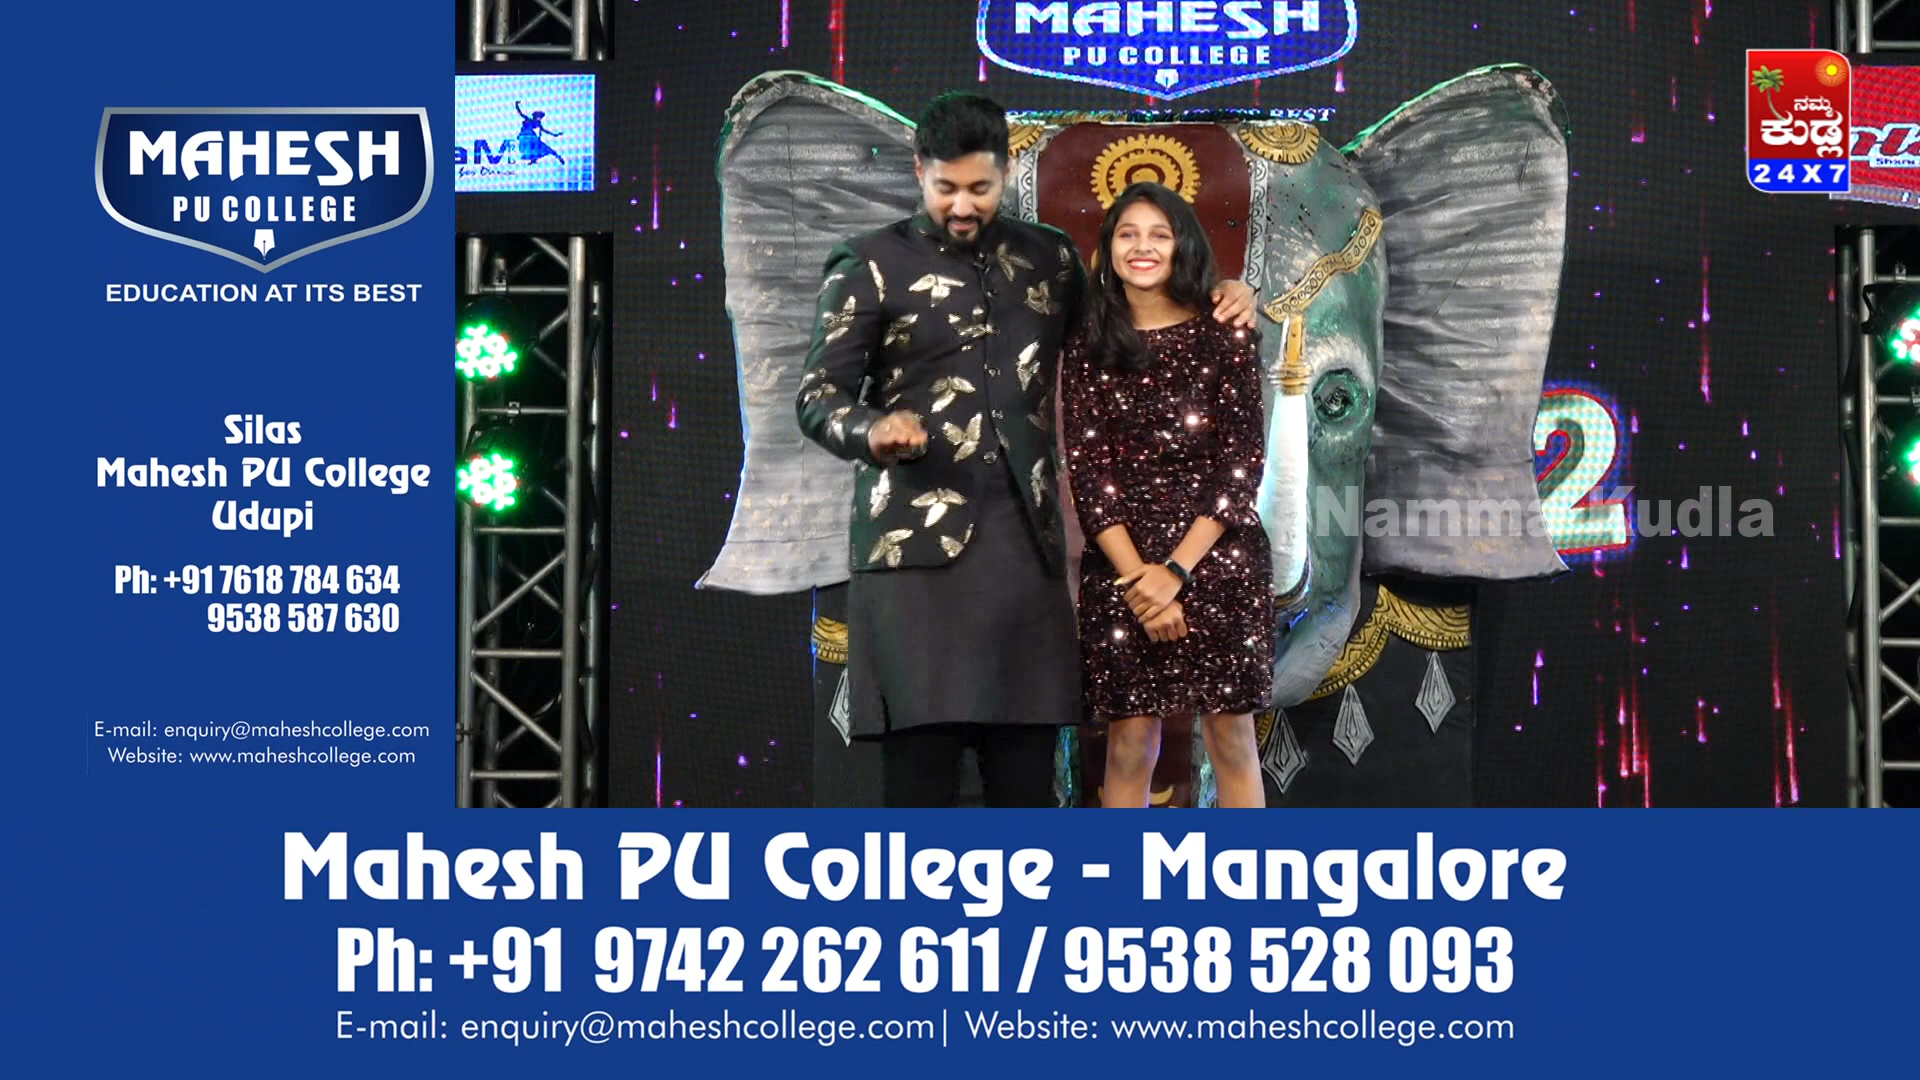 MAHESH
PU COLLEGE
EDUCATION AT ITS BEST
Silas
Mahesh PU College
Udupi
Ph: +91 7618 784 634
9538 587 630
E-mail: enquiry@maheshcollege.com
Website: www.maheshcollege.com
MAHESH
PU COLLEGE
BEST
ನಮ್ಮ
ಕುಡ್ಲ
24X7
2
Namma Kudla
Mahesh PU College - Mangalore
Ph: +91 9742 262 611 / 9538 528 093
E-mail: enquiry@maheshcollege.com| Website: www.maheshcollege.com